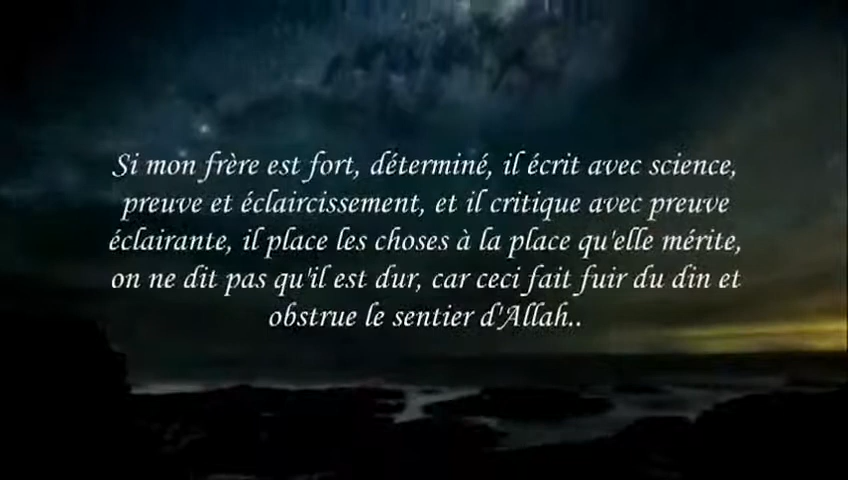 Si mon frère est fort, déterminé, il écrit avec science,
preuve et éclaircissement, et il critique avec preuve
éclairante, il place les choses à la place qu'elle mérite,
on ne dit pas qu'il est dur, car ceci fait fuir du din et
obstrue le sentier d'Allah..